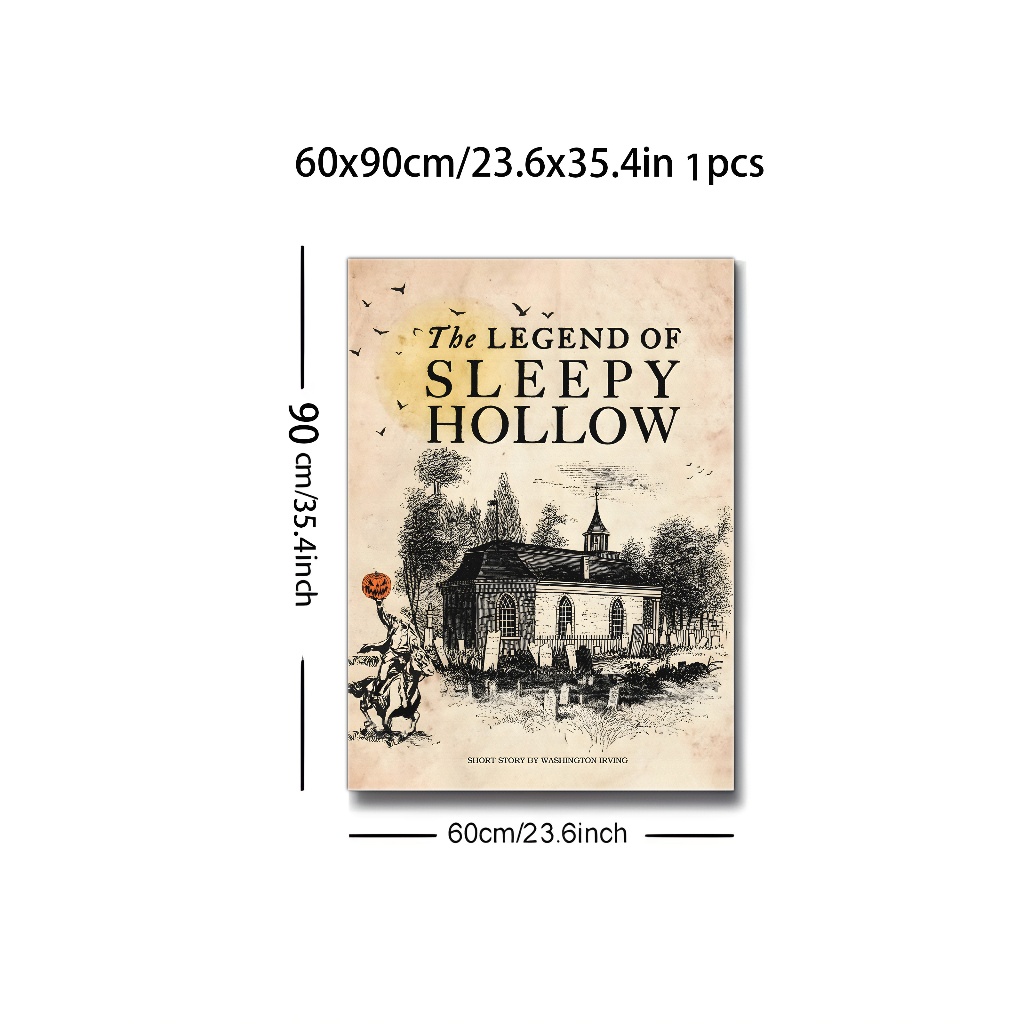 60x90cm/23.6x35.4in 1pcs
The LEGEND OF
SLEEPY
HOLLOW
90 cm/35.4inch
SHORT STORY BY WASHINGTON IRVING
60cm/23.6inch